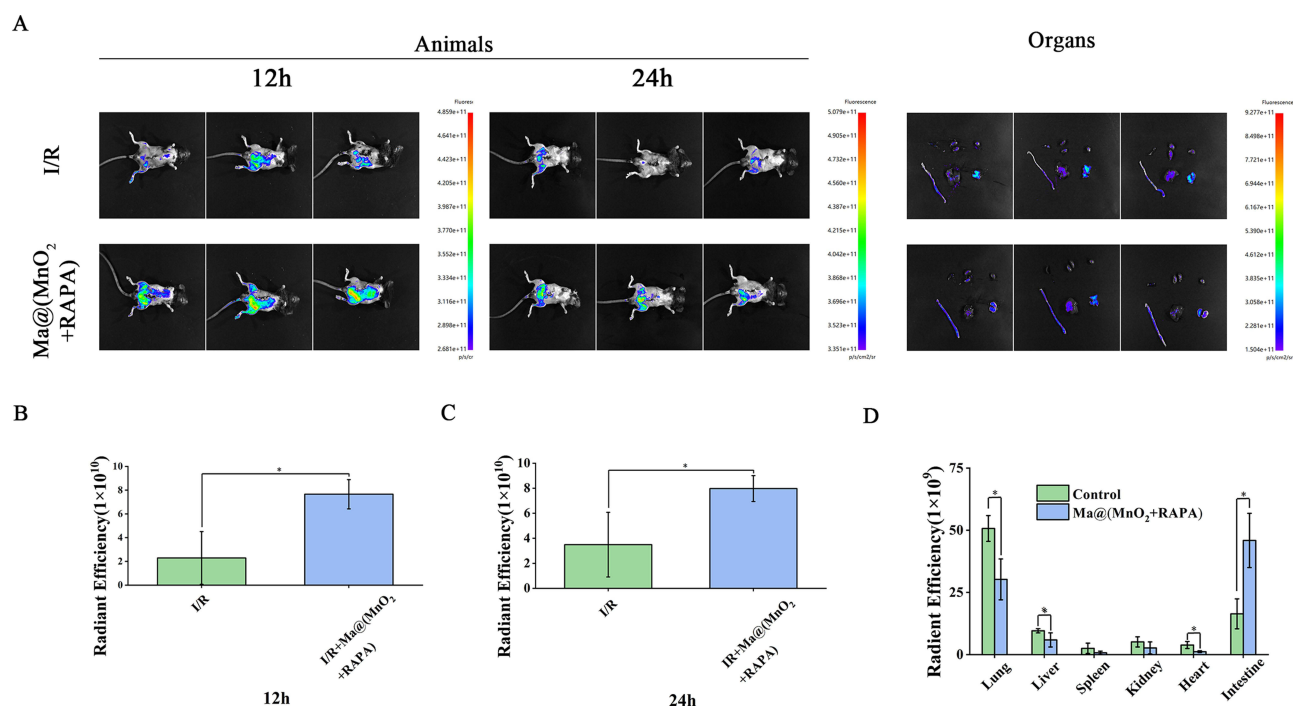 A
Animals
Organs
12h
24h
I/R
Ma@(MnO2
+RAPA)
Fluoresc
4.859e+11
4.641e+11
4.423e+11
4.205e+11
3.987e+11
3.770e+11
3.552e+11
3.334e+11
3.116e+11
2.898e+11
2.681e+11
p/s/cr
Fluorescence
5.079e+11
4.905e+11
4.732e+11
4.560e+11
4.387e+11
4.215e+11
4.042e+11
3.868e+11
3.696e+11
3.523e+11
3.351e+11
p/s/cm2/sr
Fluorescence
9.277e+11
8.498e+11
7.721e+11
6.944e+11
6.167e+11
5.390e+11
4.612e+11
3.835e+11
3.058e+11
2.281e+11
1.504e+11
p/s/cm2/sr
B
Radiant Efficiency(1×10^10)
10
8
6
4
2
0
*
I/R
I/R+Ma@(MnO2
+RAPA)
12h
C
Radiant Efficiency(1×10^10)
10
8
6
4
2
0
*
I/R
IR+Ma@(MnO2
+RAPA)
24h
D
Radient Efficiency(1×10^9)
75
50
25
0
Control
Ma@(MnO2+RAPA)
*
*
*
*
Lung
Liver
Spleen
Kidney
Heart
Intestine